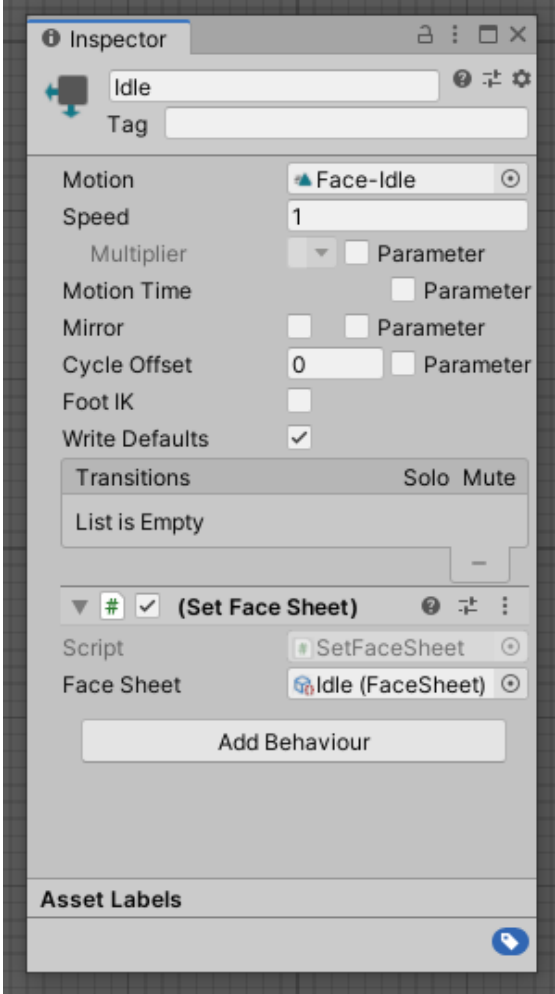 Inspector
Idle
Tag
Motion Face-Idle
Speed 1
Multiplier Parameter
Motion Time Parameter
Mirror Parameter
Cycle Offset 0 Parameter
Foot IK
Write Defaults
Transitions Solo Mute
List is Empty
# (Set Face Sheet)
Script # SetFaceSheet
Face Sheet Idle (FaceSheet)
Add Behaviour
Asset Labels